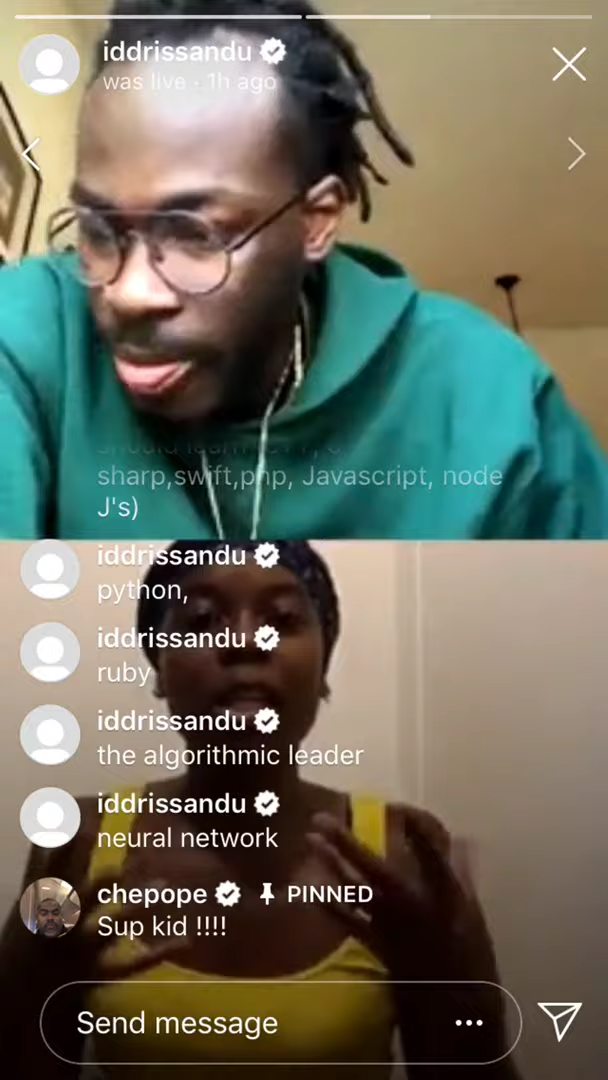 iddrissandu
was live · 1h ago
sharp,swift,php, Javascript, node
J's)
iddrissandu
python,
iddrissandu
ruby
iddrissandu
the algorithmic leader
iddrissandu
neural network
chepope PINNED
Sup kid !!!!
Send message